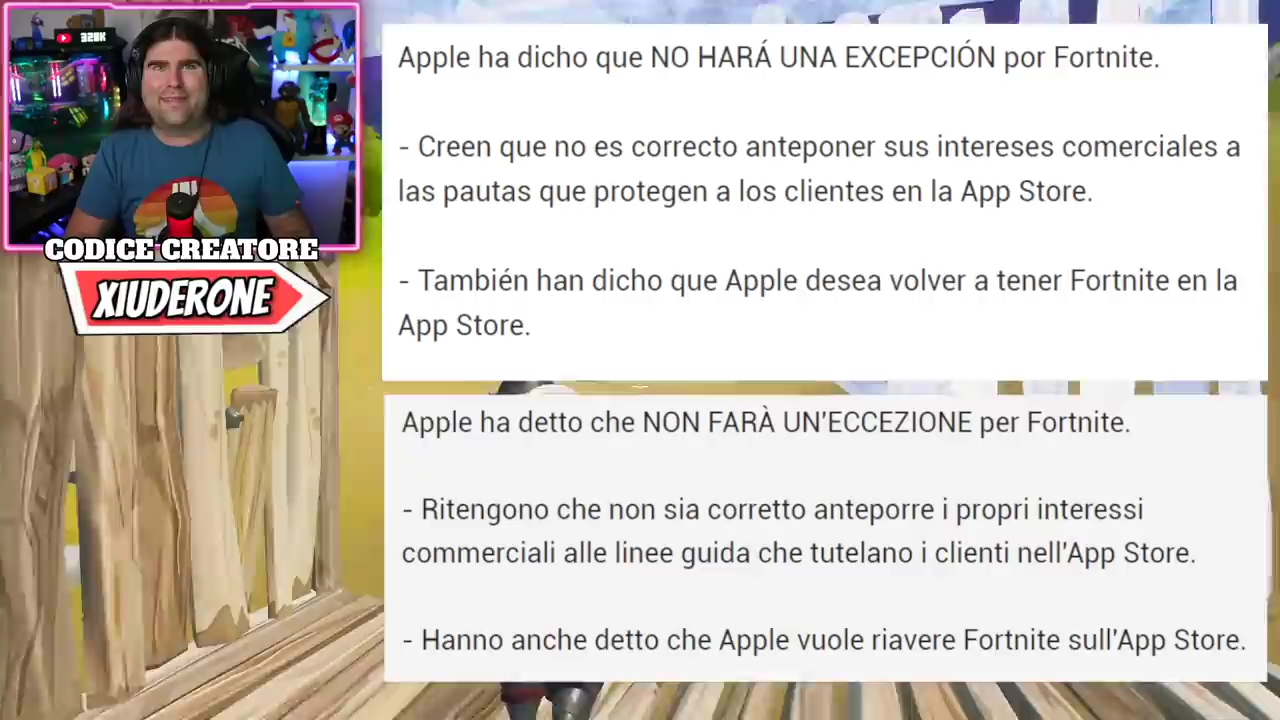 328K
CODICE CREATORE
XIUDERONE
Apple ha dicho que NO HARÁ UNA EXCEPCIÓN por Fortnite.
- Creen que no es correcto anteponer sus intereses comerciales a
las pautas que protegen a los clientes en la App Store.
- También han dicho que Apple desea volver a tener Fortnite en la
App Store.
Apple ha detto che NON FARÀ UN'ECCEZIONE per Fortnite.
- Ritengono che non sia corretto anteporre i propri interessi
commerciali alle linee guida che tutelano i clienti nell'App Store.
- Hanno anche detto che Apple vuole riavere Fortnite sull'App Store.